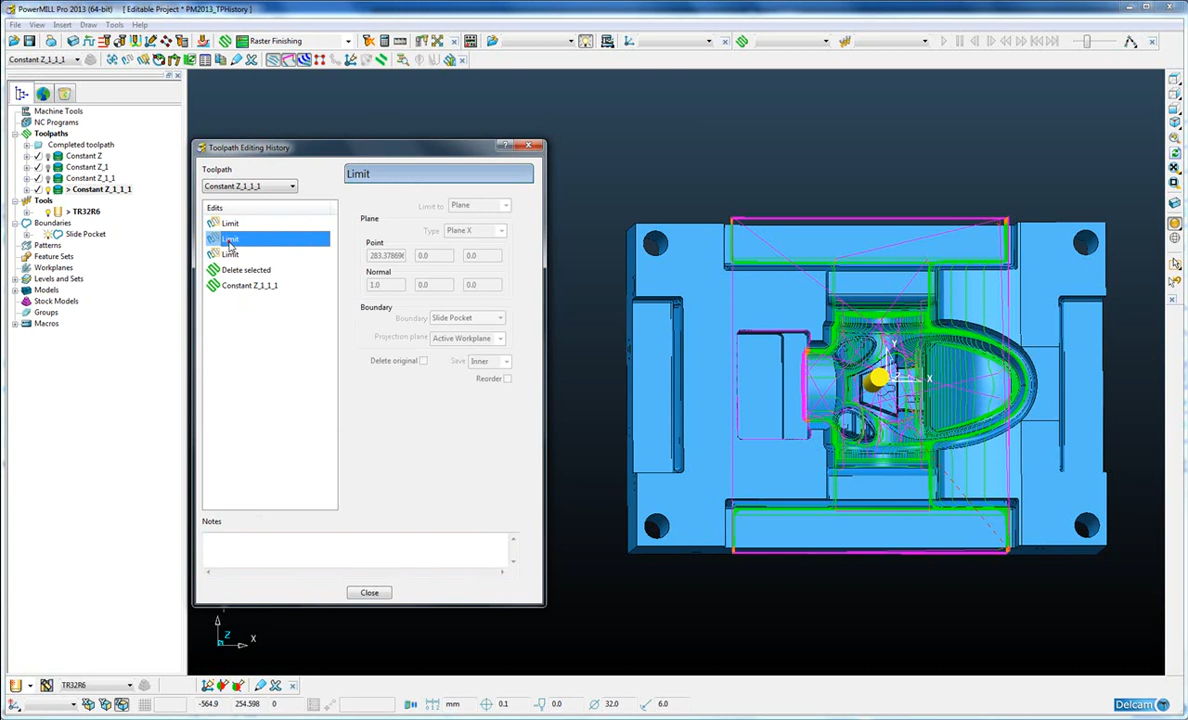 PowerMILL Pro 2013 (64-bit) [ Editable Project * PM2013_TPHistory ]
File View Insert Draw Tools Help
Raster Finishing
Constant Z_1_1_1
Machine Tools
NC Programs
Toolpaths
Completed toolpath
Constant Z
Constant Z_1
Constant Z_1_1
> Constant Z_1_1_1
Tools
> TR32R6
Boundaries
Slide Pocket
Patterns
Feature Sets
Workplanes
Levels and Sets
Models
Stock Models
Groups
Macros
Toolpath Editing History
Toolpath
Constant Z_1_1_1
Edits
Limit
Limit
Limit
Delete selected
Constant Z_1_1_1
Limit
Limit to Plane
Plane
Type Plane X
Point
283.37869 0.0 0.0
Normal
1.0 0.0 0.0
Boundary
Boundary Slide Pocket
Projection plane Active Workplane
Delete original Save Inner
Reorder
Notes
Close
Y
Z X
Z X
TR32R6
-564.9 254.598 0 mm 0.1 0.0 32.0 6.0 Delcam